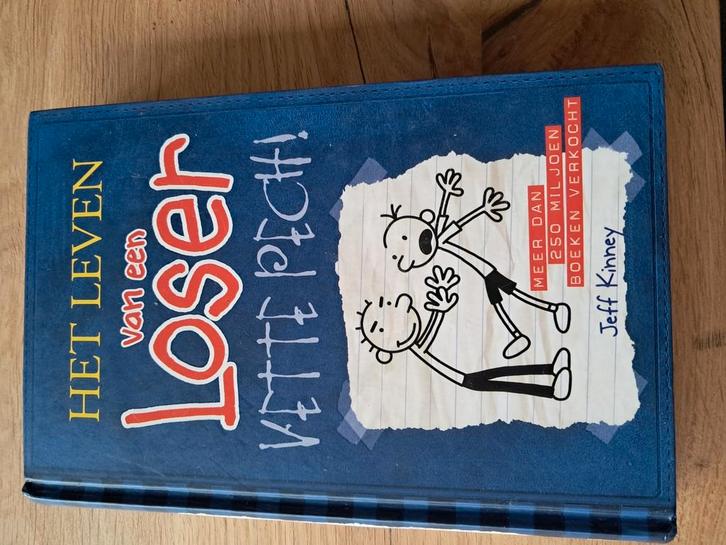 HET LEVEN
van een
Loser
VETTE PECH!
MEER DAN
250 MILJOEN
BOEKEN VERKOCHT
Jeff Kinney